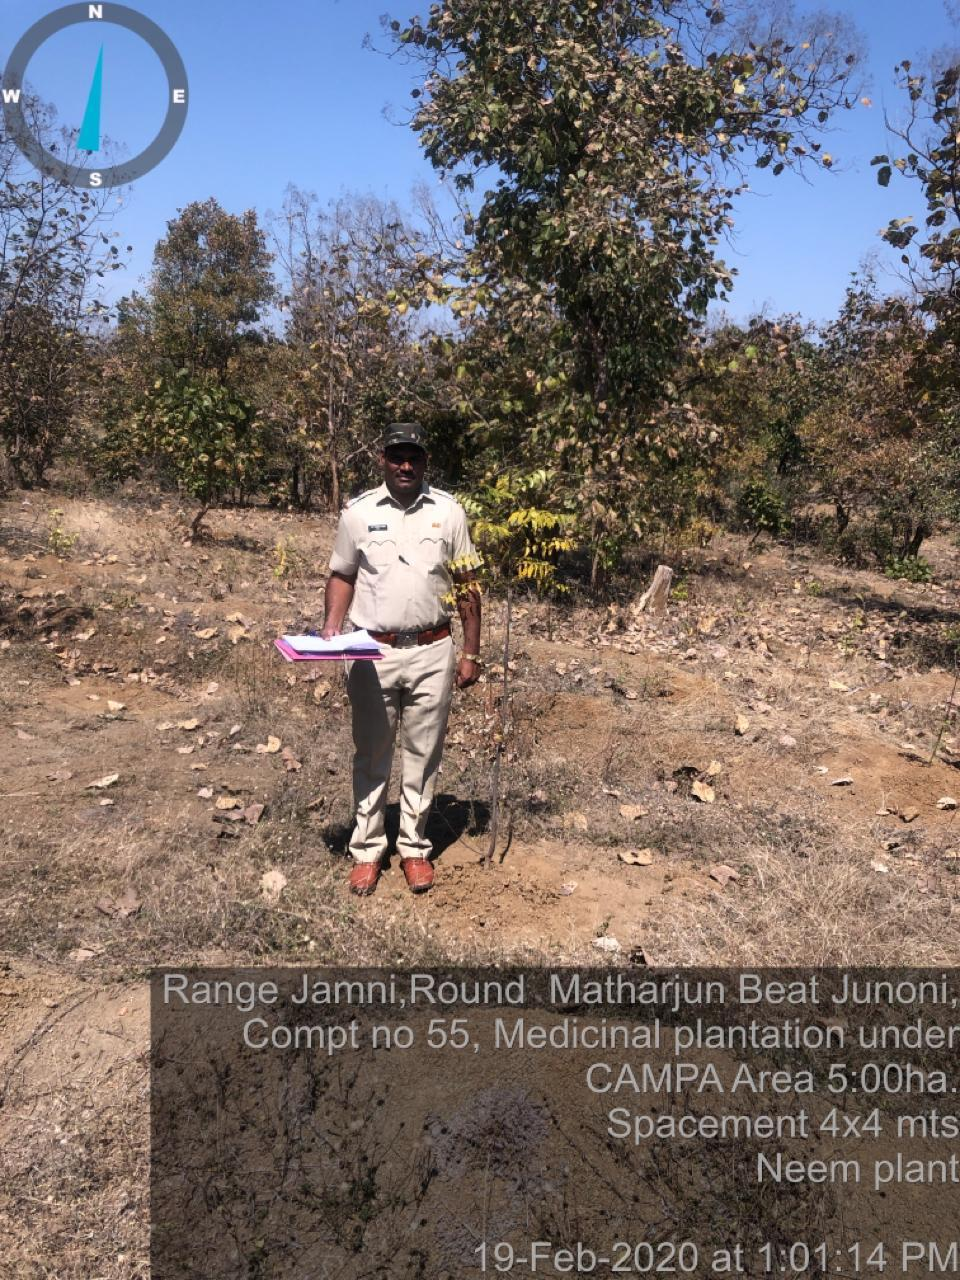 N
W E
S
Range Jamni,Round Matharjun Beat Junoni,
Compt no 55, Medicinal plantation under
CAMPA Area 5:00ha.
Spacement 4x4 mts
Neem plant
19-Feb-2020 at 1:01:14 PM